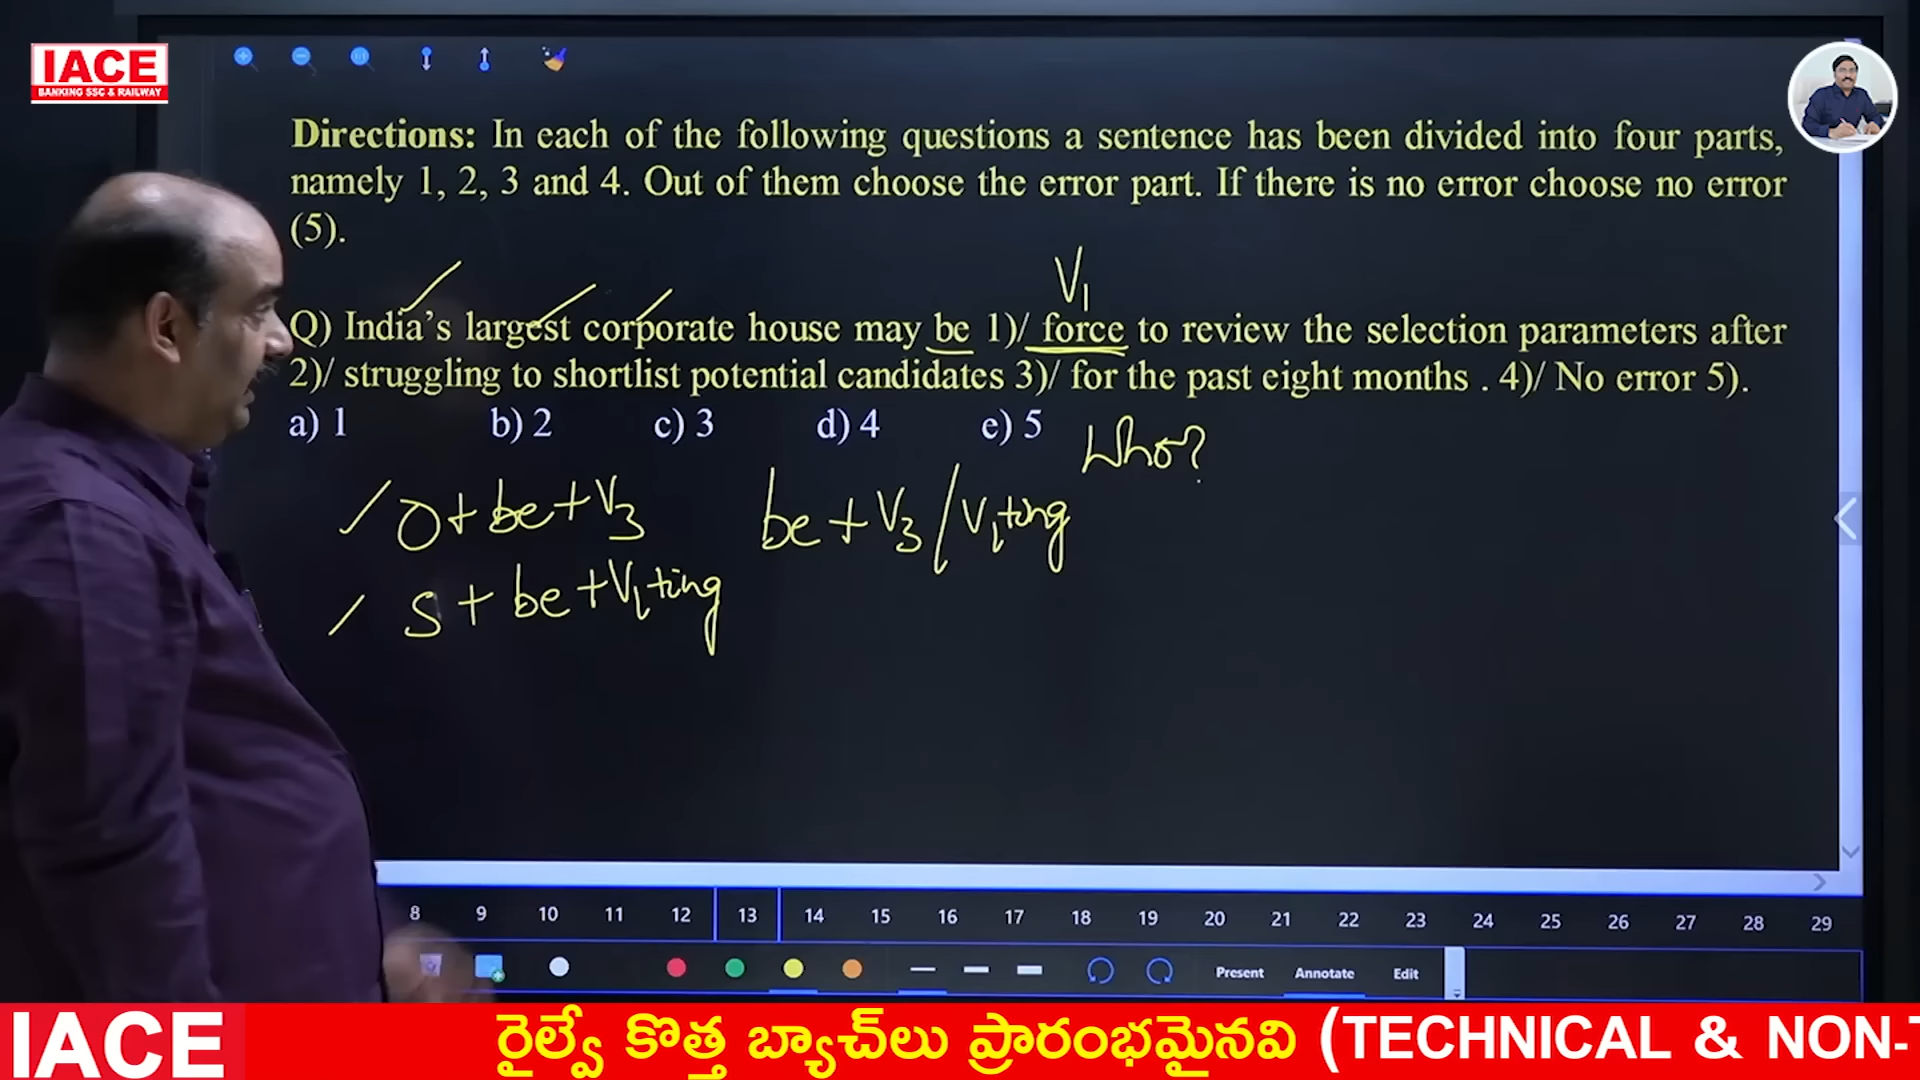 IACE
BANKING SSC & RAILWAY
Directions: In each of the following questions a sentence has been divided into four parts,
namely 1, 2, 3 and 4. Out of them choose the error part. If there is no error choose no error
(5).
V1
Q) India's largest corporate house may be 1)/ force to review the selection parameters after
2)/ struggling to shortlist potential candidates 3)/ for the past eight months . 4)/ No error 5).
a) 1 b) 2 c) 3 d) 4 e) 5
Who?
O + be + V3 be + V3 / V1 + ing
S + be + V1 + ing
8 9 10 11 12 13 14 15 16 17 18 19 20 21 22 23 24 25 26 27 28 29
Present Annotate Edit
IACE రైల్వే కొత్త బ్యాచ్‌లు ప్రారంభమైనవి (TECHNICAL & NON-T